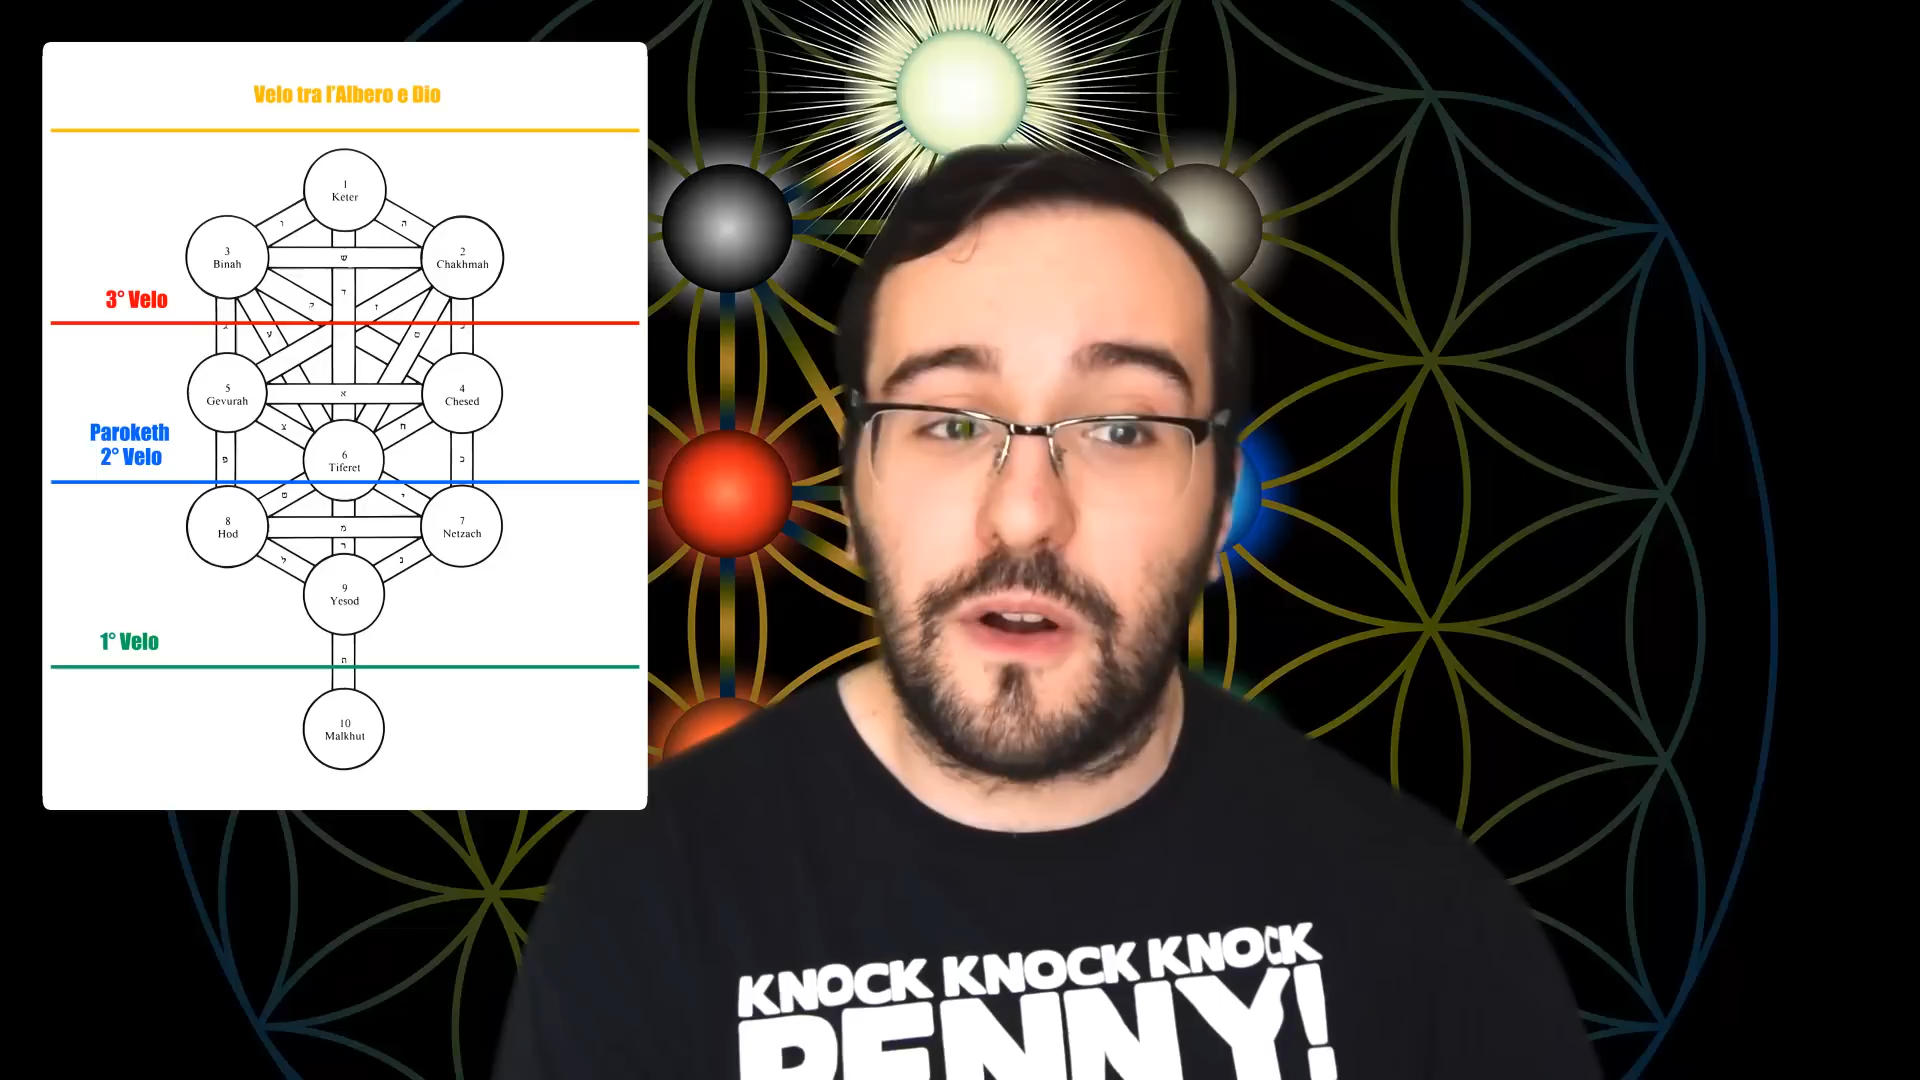 Velo tra l'Albero e Dio
1
Keter
ו
ה
3
Binah
2
Chakhmah
ש
ד
ק
ז
3° Velo
ע
5
Gevurah
4
Chesed
א
צ
ח
Paroketh
2° Velo
6
Tiferet
פ
כ
י
8
Hod
7
Netzach
מ
ר
ל
נ
9
Yesod
1° Velo
ת
10
Malkhut
KNOCK KNOCK KNOCK
PENNY!